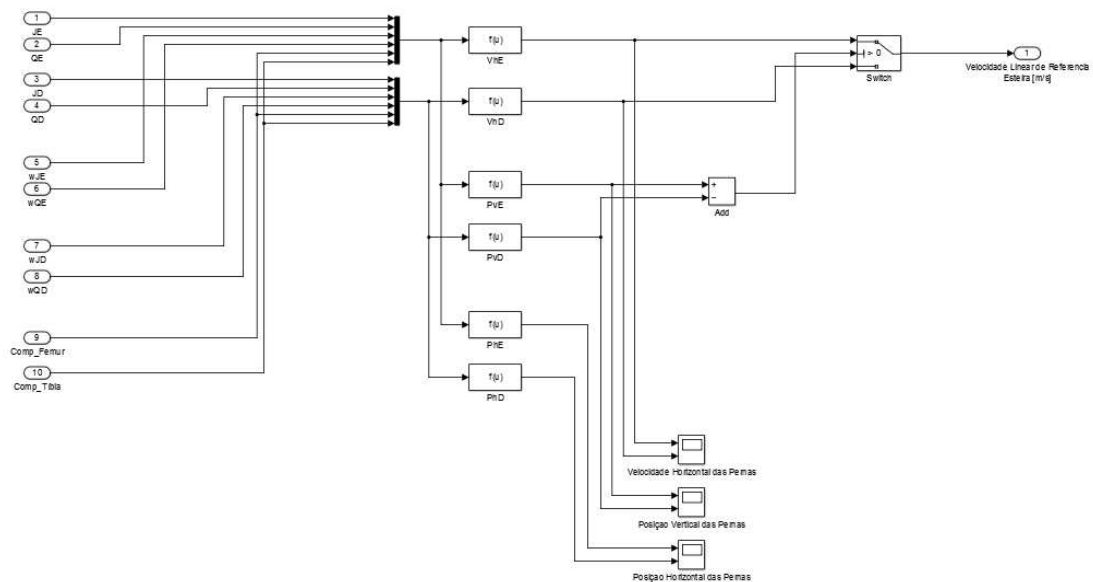 1
JE
2
QE
3
JD
4
QD
5
wJE
6
wQE
7
wJD
8
wQD
9
Comp_Femur
10
Comp_Tibia
f(u)
VhE
f(u)
VhD
f(u)
PvE
f(u)
PvD
f(u)
PhE
f(u)
PhD
+
−
Add
> 0
Switch
1
Velocidade Linear de Referencia
Esteira [m/s]
Velocidade Horizontal das Pernas
Posiçao Vertical das Pernas
Posiçao Horizontal das Pernas